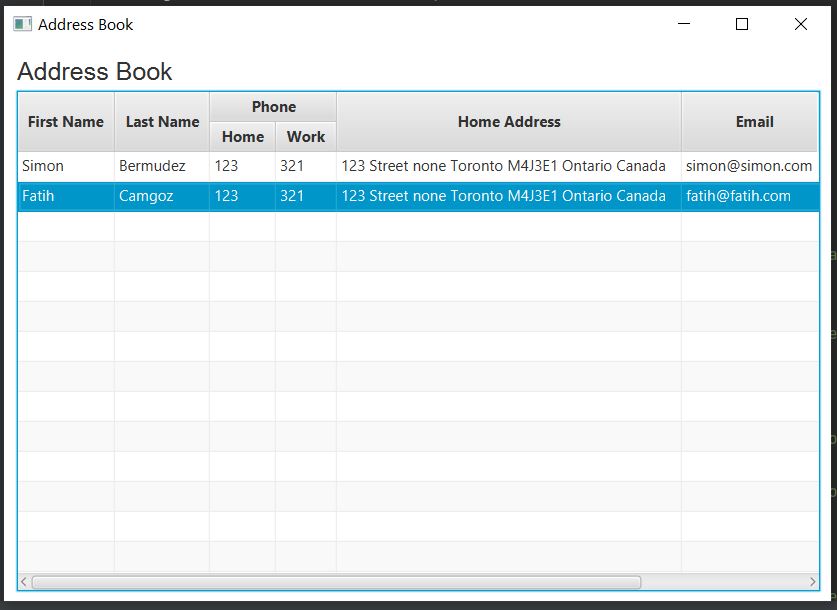 Address Book
Address Book
First Name Last Name Phone Home Address Email
Home Work
Simon Bermudez 123 321 123 Street none Toronto M4J3E1 Ontario Canada simon@simon.com
Fatih Camgoz 123 321 123 Street none Toronto M4J3E1 Ontario Canada fatih@fatih.com